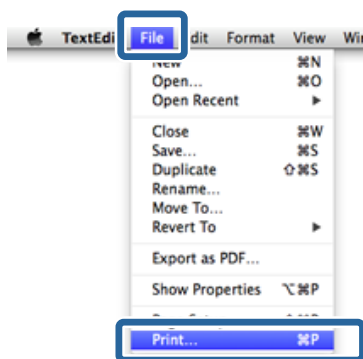 TextEdi File dit Format View Wi
New ⌘N
Open... ⌘O
Open Recent ▶
Close ⌘W
Save... ⌘S
Duplicate ⇧⌘S
Rename...
Move To...
Revert To ▶
Export as PDF...
Show Properties ⌥⌘P
Print... ⌘P